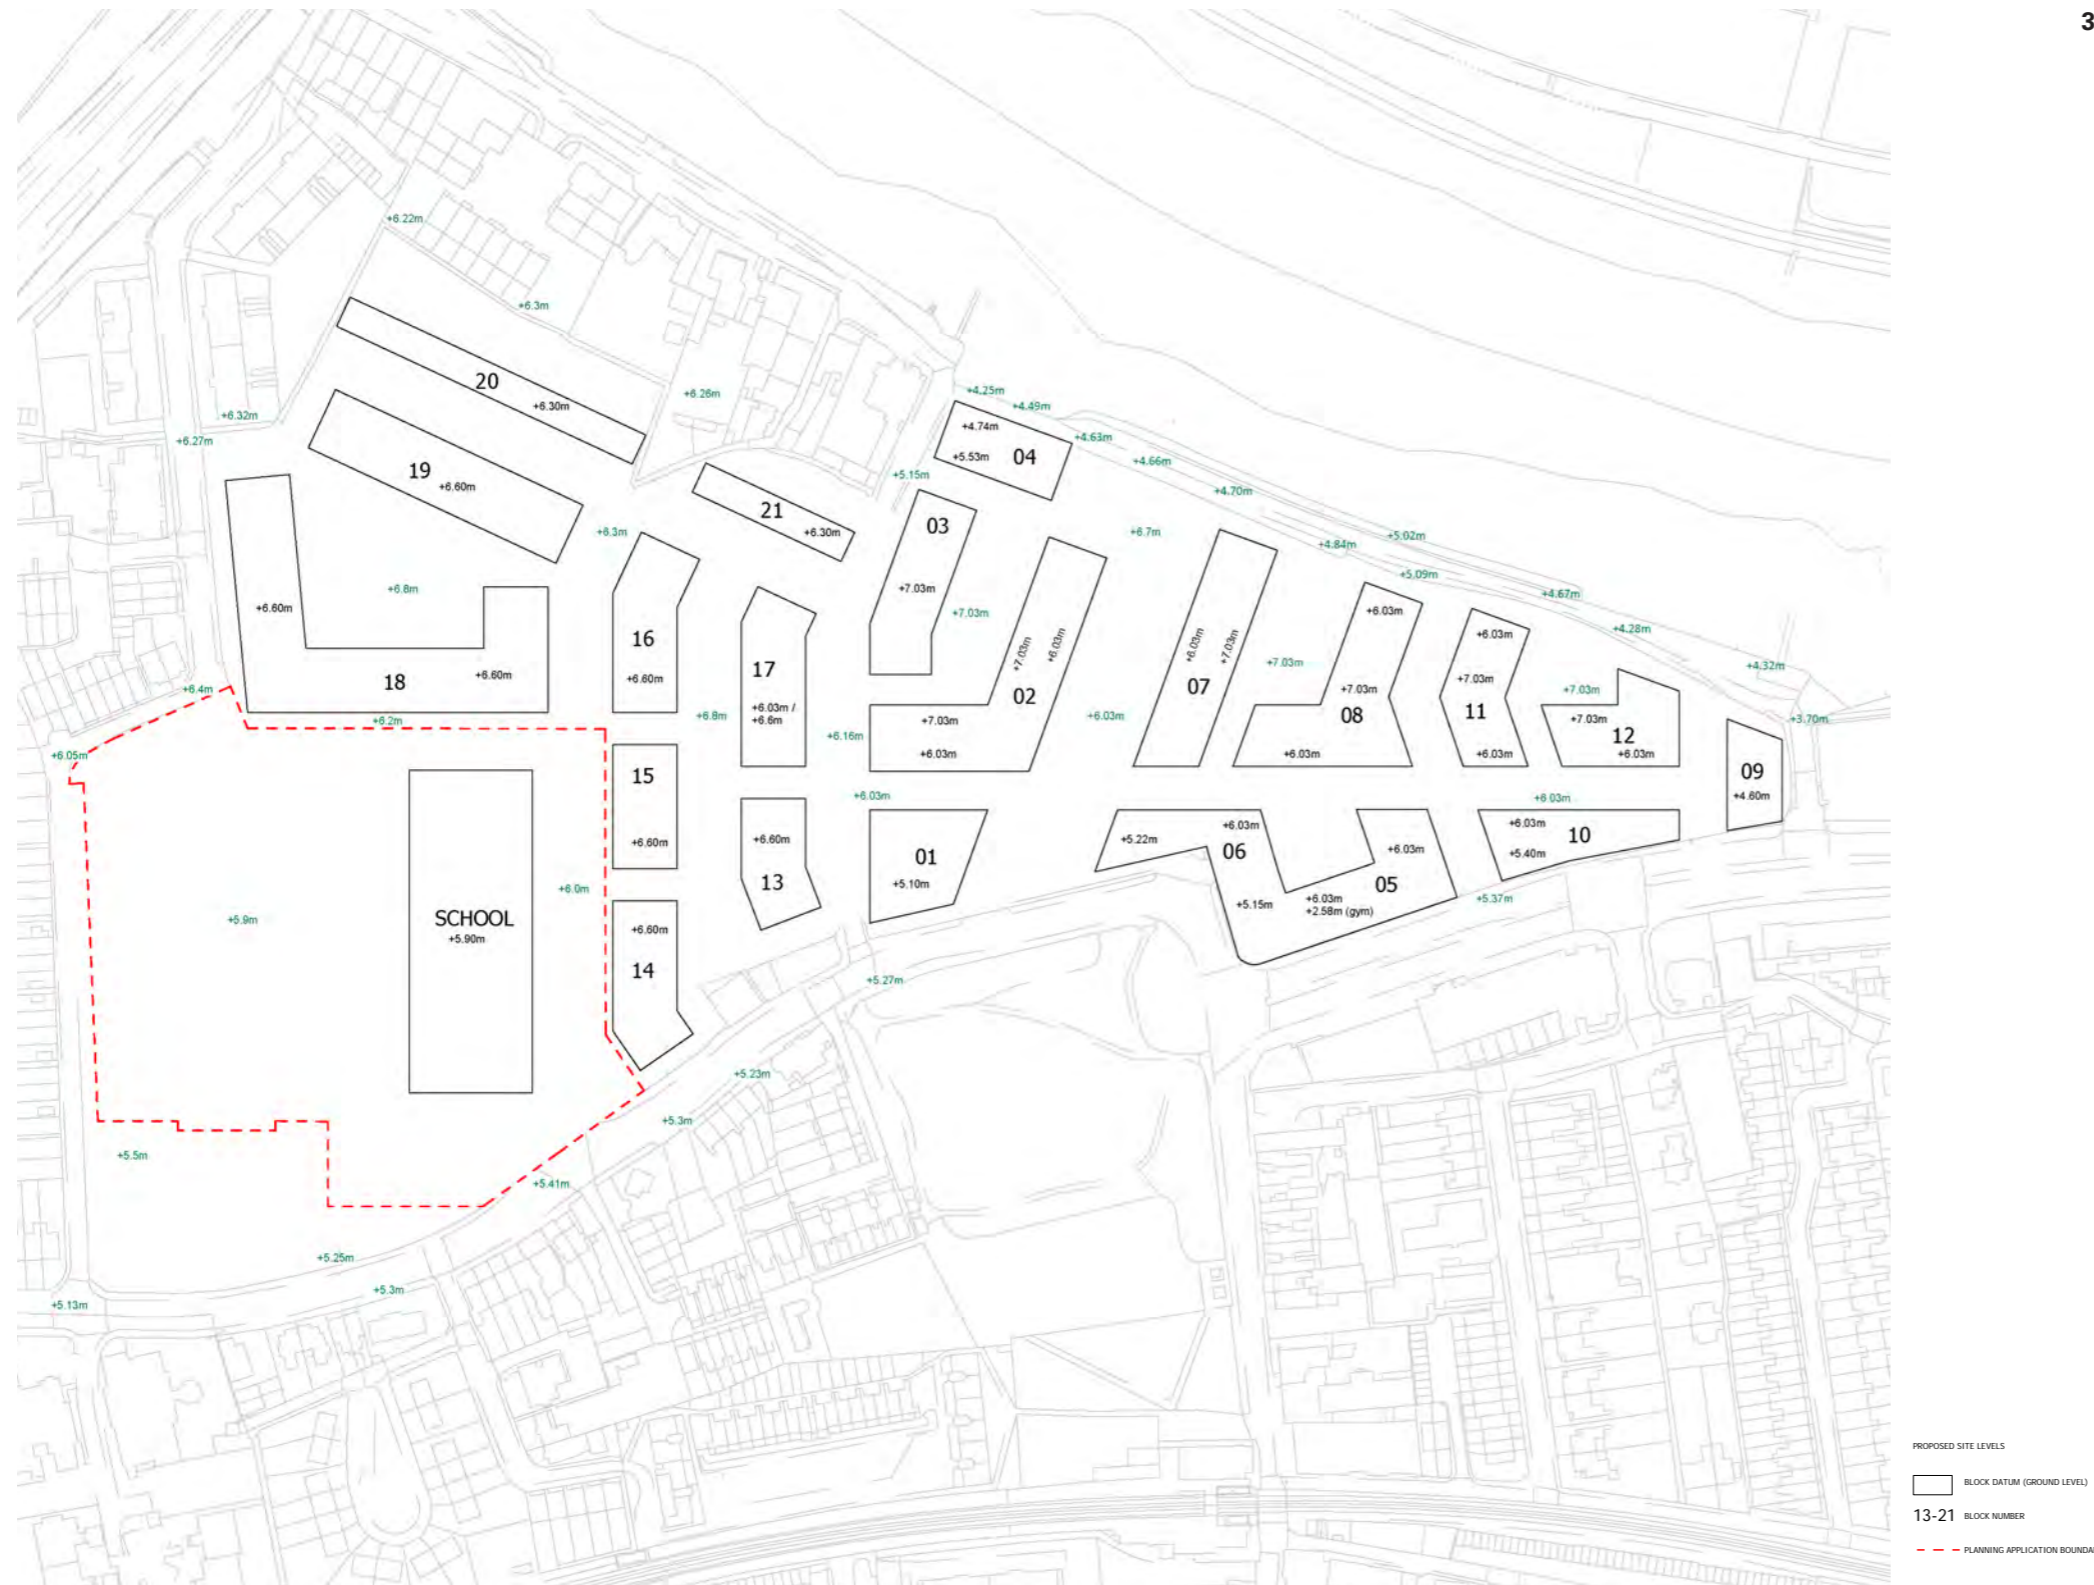 3
+6.22m
+6.3m
20
+6.30m
+6.26m
+6.32m
+6.27m
19
+6.60m
+4.25m
+4.49m
+4.74m
+5.53m 04
+4.63m
+4.66m
+4.70m
+5.15m
21
+6.30m
03
+7.03m
+7.03m
+6.7m
+4.84m
+5.02m
+5.09m
+4.67m
+4.28m
+4.32m
+3.70m
+6.3m
+6.8m
+6.60m
+6.60m
18
16
+6.60m
17
+6.03m /
+6.6m
+6.8m
+6.16m
+7.03m
+6.03m
02
+7.03m
+6.03m
+6.03m
+6.03m
+7.03m
07
+7.03m
+6.03m
+7.03m
08
+6.03m
+6.03m
+7.03m
11
+6.03m
+7.03m
+7.03m
12
+6.03m
09
+4.60m
+6.4m
+6.2m
+6.05m
15
+6.60m
+6.03m
+6.60m
13
01
+5.10m
+5.22m
+6.03m
06
+5.15m
+6.03m
05
+6.03m
+2.58m (gym)
+6.03m
+6.03m
10
+5.40m
+5.37m
+6.0m
+5.9m
SCHOOL
+5.90m
+6.60m
14
+5.27m
+5.23m
+5.3m
+5.5m
+5.41m
+5.25m
+5.3m
+5.13m
PROPOSED SITE LEVELS
BLOCK DATUM (GROUND LEVEL)
13-21 BLOCK NUMBER
PLANNING APPLICATION BOUNDA